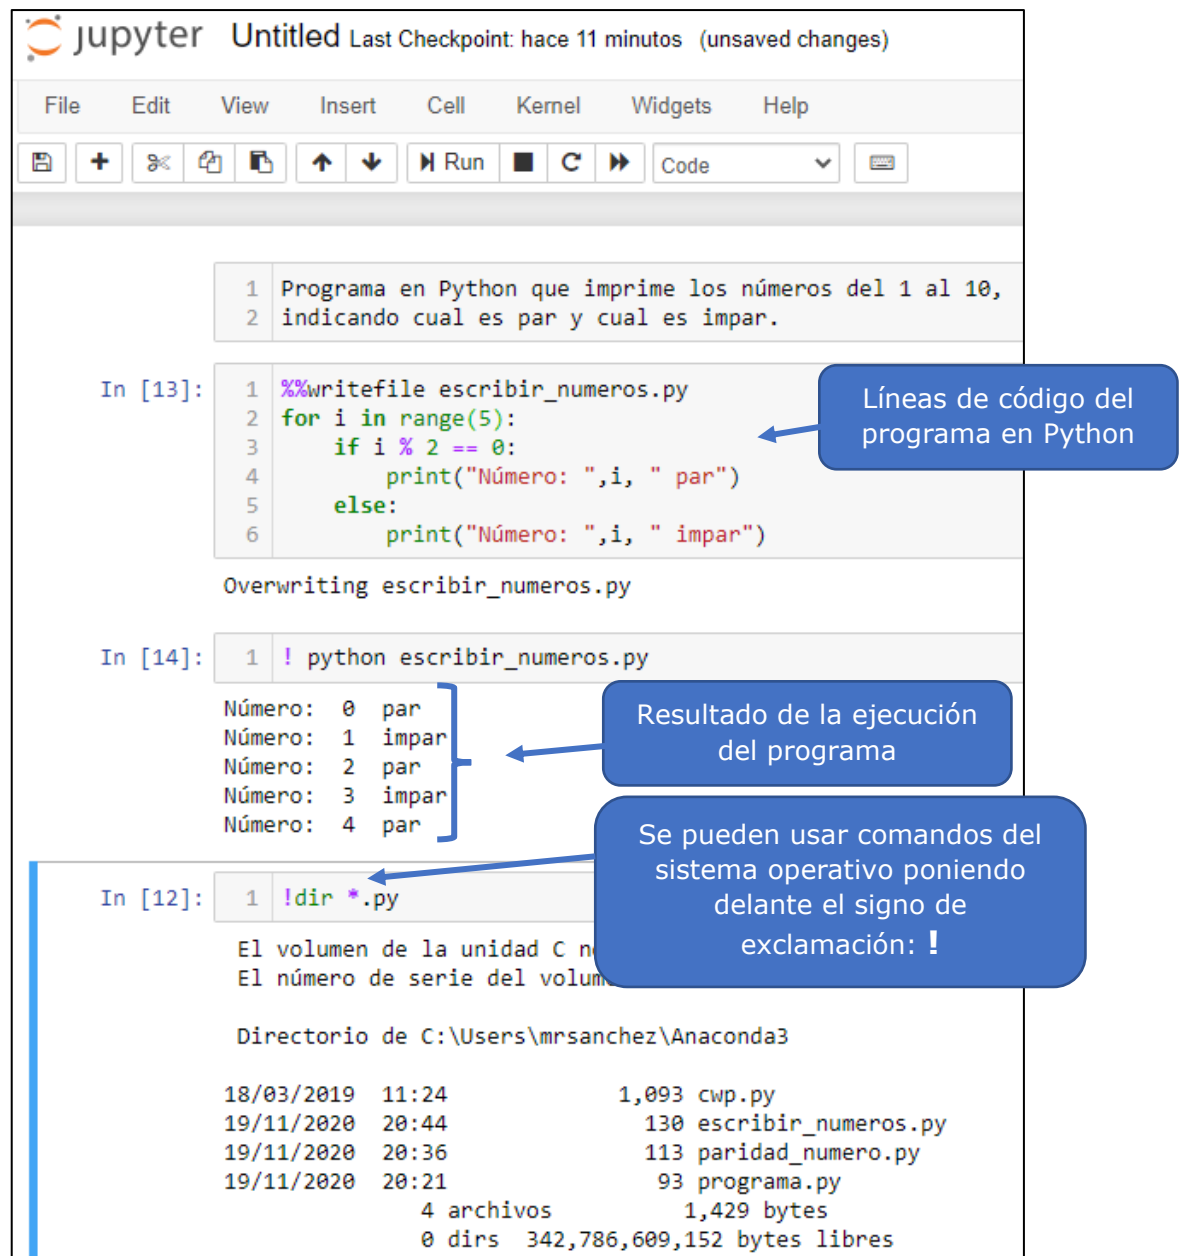 jupyter Untitled Last Checkpoint: hace 11 minutos (unsaved changes)
File Edit View Insert Cell Kernel Widgets Help
Run Code
1 Programa en Python que imprime los números del 1 al 10,
2 indicando cual es par y cual es impar.
In [13]:
1 %%writefile escribir_numeros.py
2 for i in range(5):
3     if i % 2 == 0:
4         print("Número: ",i, " par")
5     else:
6         print("Número: ",i, " impar")
Líneas de código del
programa en Python
Overwriting escribir_numeros.py
In [14]: 1 ! python escribir_numeros.py
Número:  0  par
Número:  1  impar
Número:  2  par
Número:  3  impar
Número:  4  par
Resultado de la ejecución
del programa
Se pueden usar comandos del
sistema operativo poniendo
delante el signo de
exclamación: !
In [12]: 1 !dir *.py
El volumen de la unidad C
El número de serie del
Directorio de C:\Users\mrsanchez\Anaconda3
18/03/2019  11:24             1,093 cwp.py
19/11/2020  20:44               130 escribir_numeros.py
19/11/2020  20:36               113 paridad_numero.py
19/11/2020  20:21                93 programa.py
4 archivos          1,429 bytes
0 dirs  342,786,609,152 bytes libres